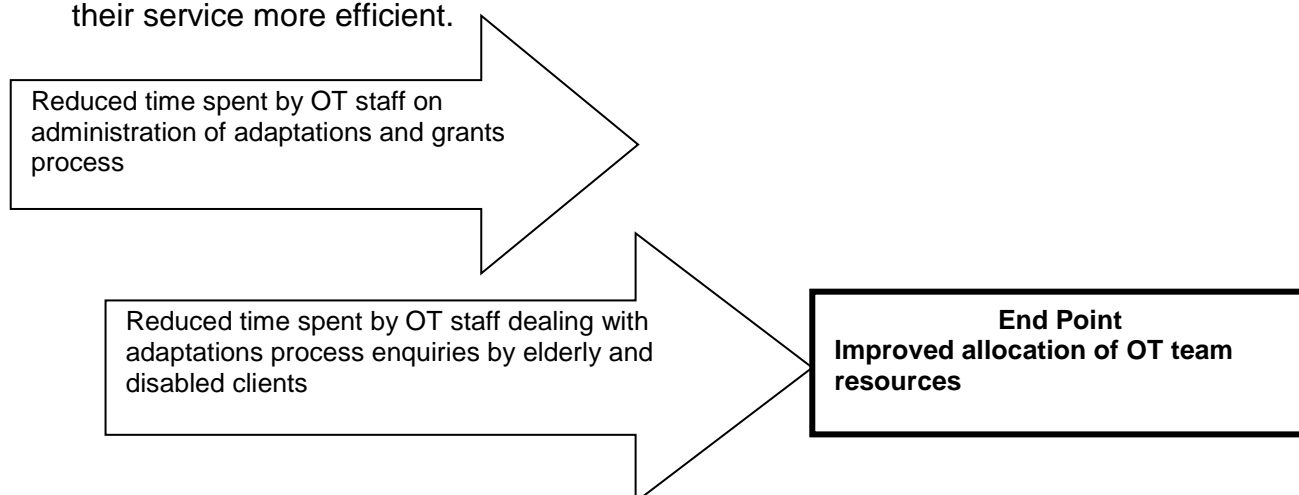 their service more efficient.
Reduced time spent by OT staff on
administration of adaptations and grants
process
Reduced time spent by OT staff dealing with
adaptations process enquiries by elderly and
disabled clients
End Point
Improved allocation of OT team
resources